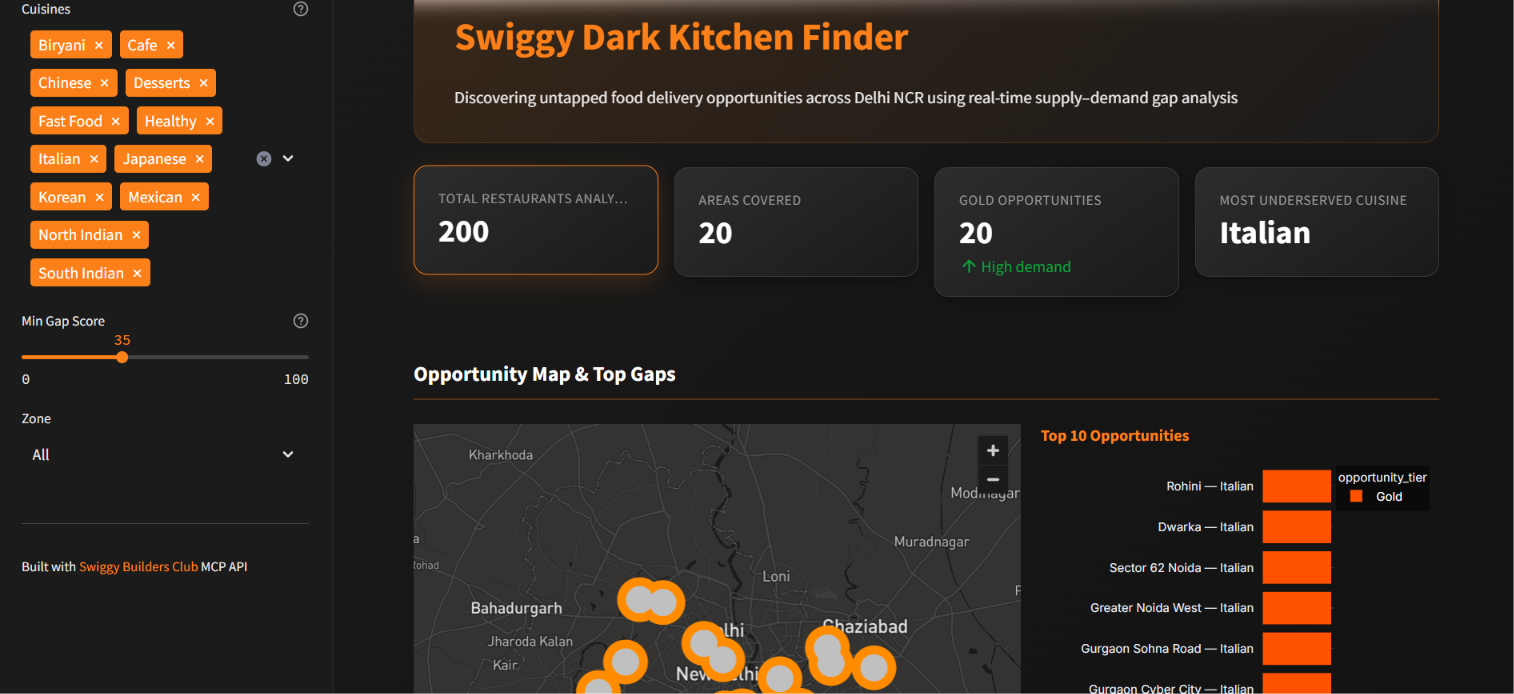 Cuisines
Biryani × Cafe ×
Chinese × Desserts ×
Fast Food × Healthy ×
Italian × Japanese ×
Korean × Mexican ×
North Indian ×
South Indian ×
Min Gap Score
35
0 100
Zone
All
Built with Swiggy Builders Club MCP API
Swiggy Dark Kitchen Finder
Discovering untapped food delivery opportunities across Delhi NCR using real-time supply–demand gap analysis
TOTAL RESTAURANTS ANALY...
200
AREAS COVERED
20
GOLD OPPORTUNITIES
20
↑ High demand
MOST UNDERSERVED CUISINE
Italian
Opportunity Map & Top Gaps
Kharkhoda
Muradnagar
Loni
Bahadurgarh
Jharoda Kalan
Kair
Ghaziabad
+
−
Top 10 Opportunities
Rohini — Italian
Dwarka — Italian
Sector 62 Noida — Italian
Greater Noida West — Italian
Gurgaon Sohna Road — Italian
Gurgaon Cyber City — Italian
opportunity_tier
Gold